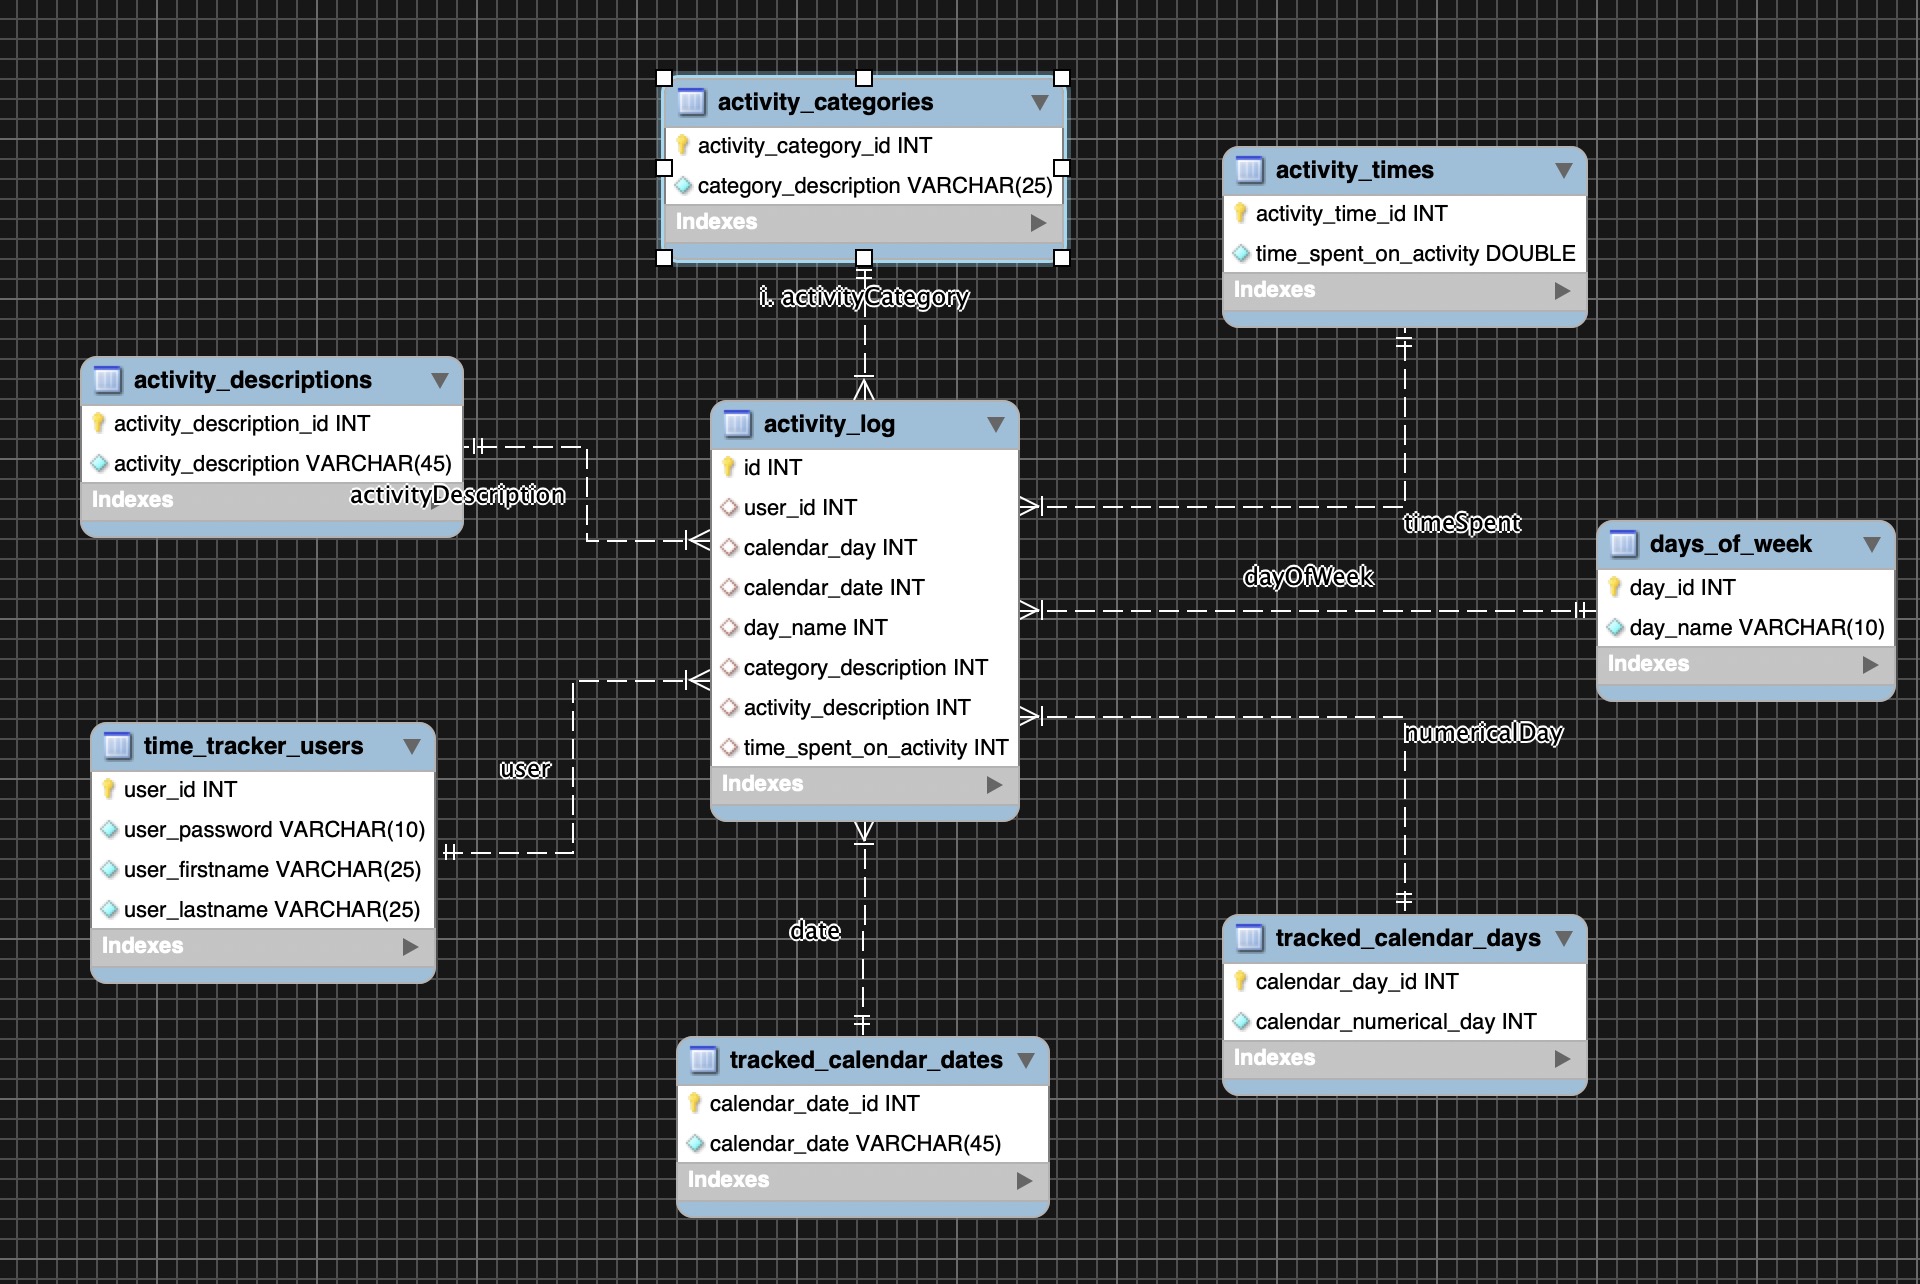 activity_categories
activity_category_id INT
category_description VARCHAR(25)
Indexes
i. activityCategory
activity_times
activity_time_id INT
time_spent_on_activity DOUBLE
Indexes
timeSpent
activity_descriptions
activity_description_id INT
activity_description VARCHAR(45)
Indexes
activityDescription
activity_log
id INT
user_id INT
calendar_day INT
calendar_date INT
day_name INT
category_description INT
activity_description INT
time_spent_on_activity INT
Indexes
dayOfWeek
days_of_week
day_id INT
day_name VARCHAR(10)
Indexes
time_tracker_users
user_id INT
user_password VARCHAR(10)
user_firstname VARCHAR(25)
user_lastname VARCHAR(25)
Indexes
user
numericalDay
date
tracked_calendar_days
calendar_day_id INT
calendar_numerical_day INT
Indexes
tracked_calendar_dates
calendar_date_id INT
calendar_date VARCHAR(45)
Indexes